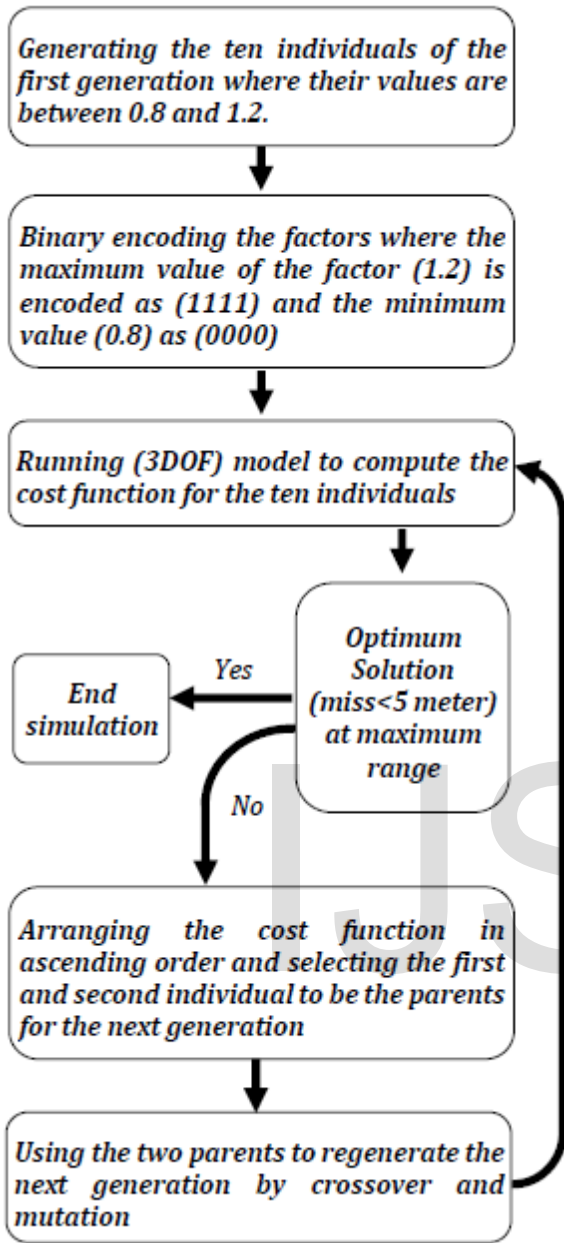 Generating the ten individuals of the
first generation where their values are
between 0.8 and 1.2.
Binary encoding the factors where the
maximum value of the factor (1.2) is
encoded as (1111) and the minimum
value (0.8) as (0000)
Running (3DOF) model to compute the
cost function for the ten individuals
Optimum
Solution
(miss<5 meter)
at maximum
range
Yes
End
simulation
No
Arranging the cost function in
ascending order and selecting the first
and second individual to be the parents
for the next generation
Using the two parents to regenerate the
next generation by crossover and
mutation
IJS